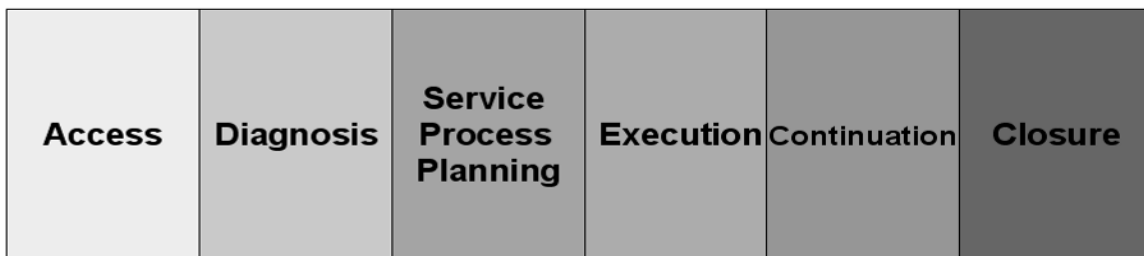 Access
Diagnosis
Service
Process
Planning
Execution
Continuation
Closure